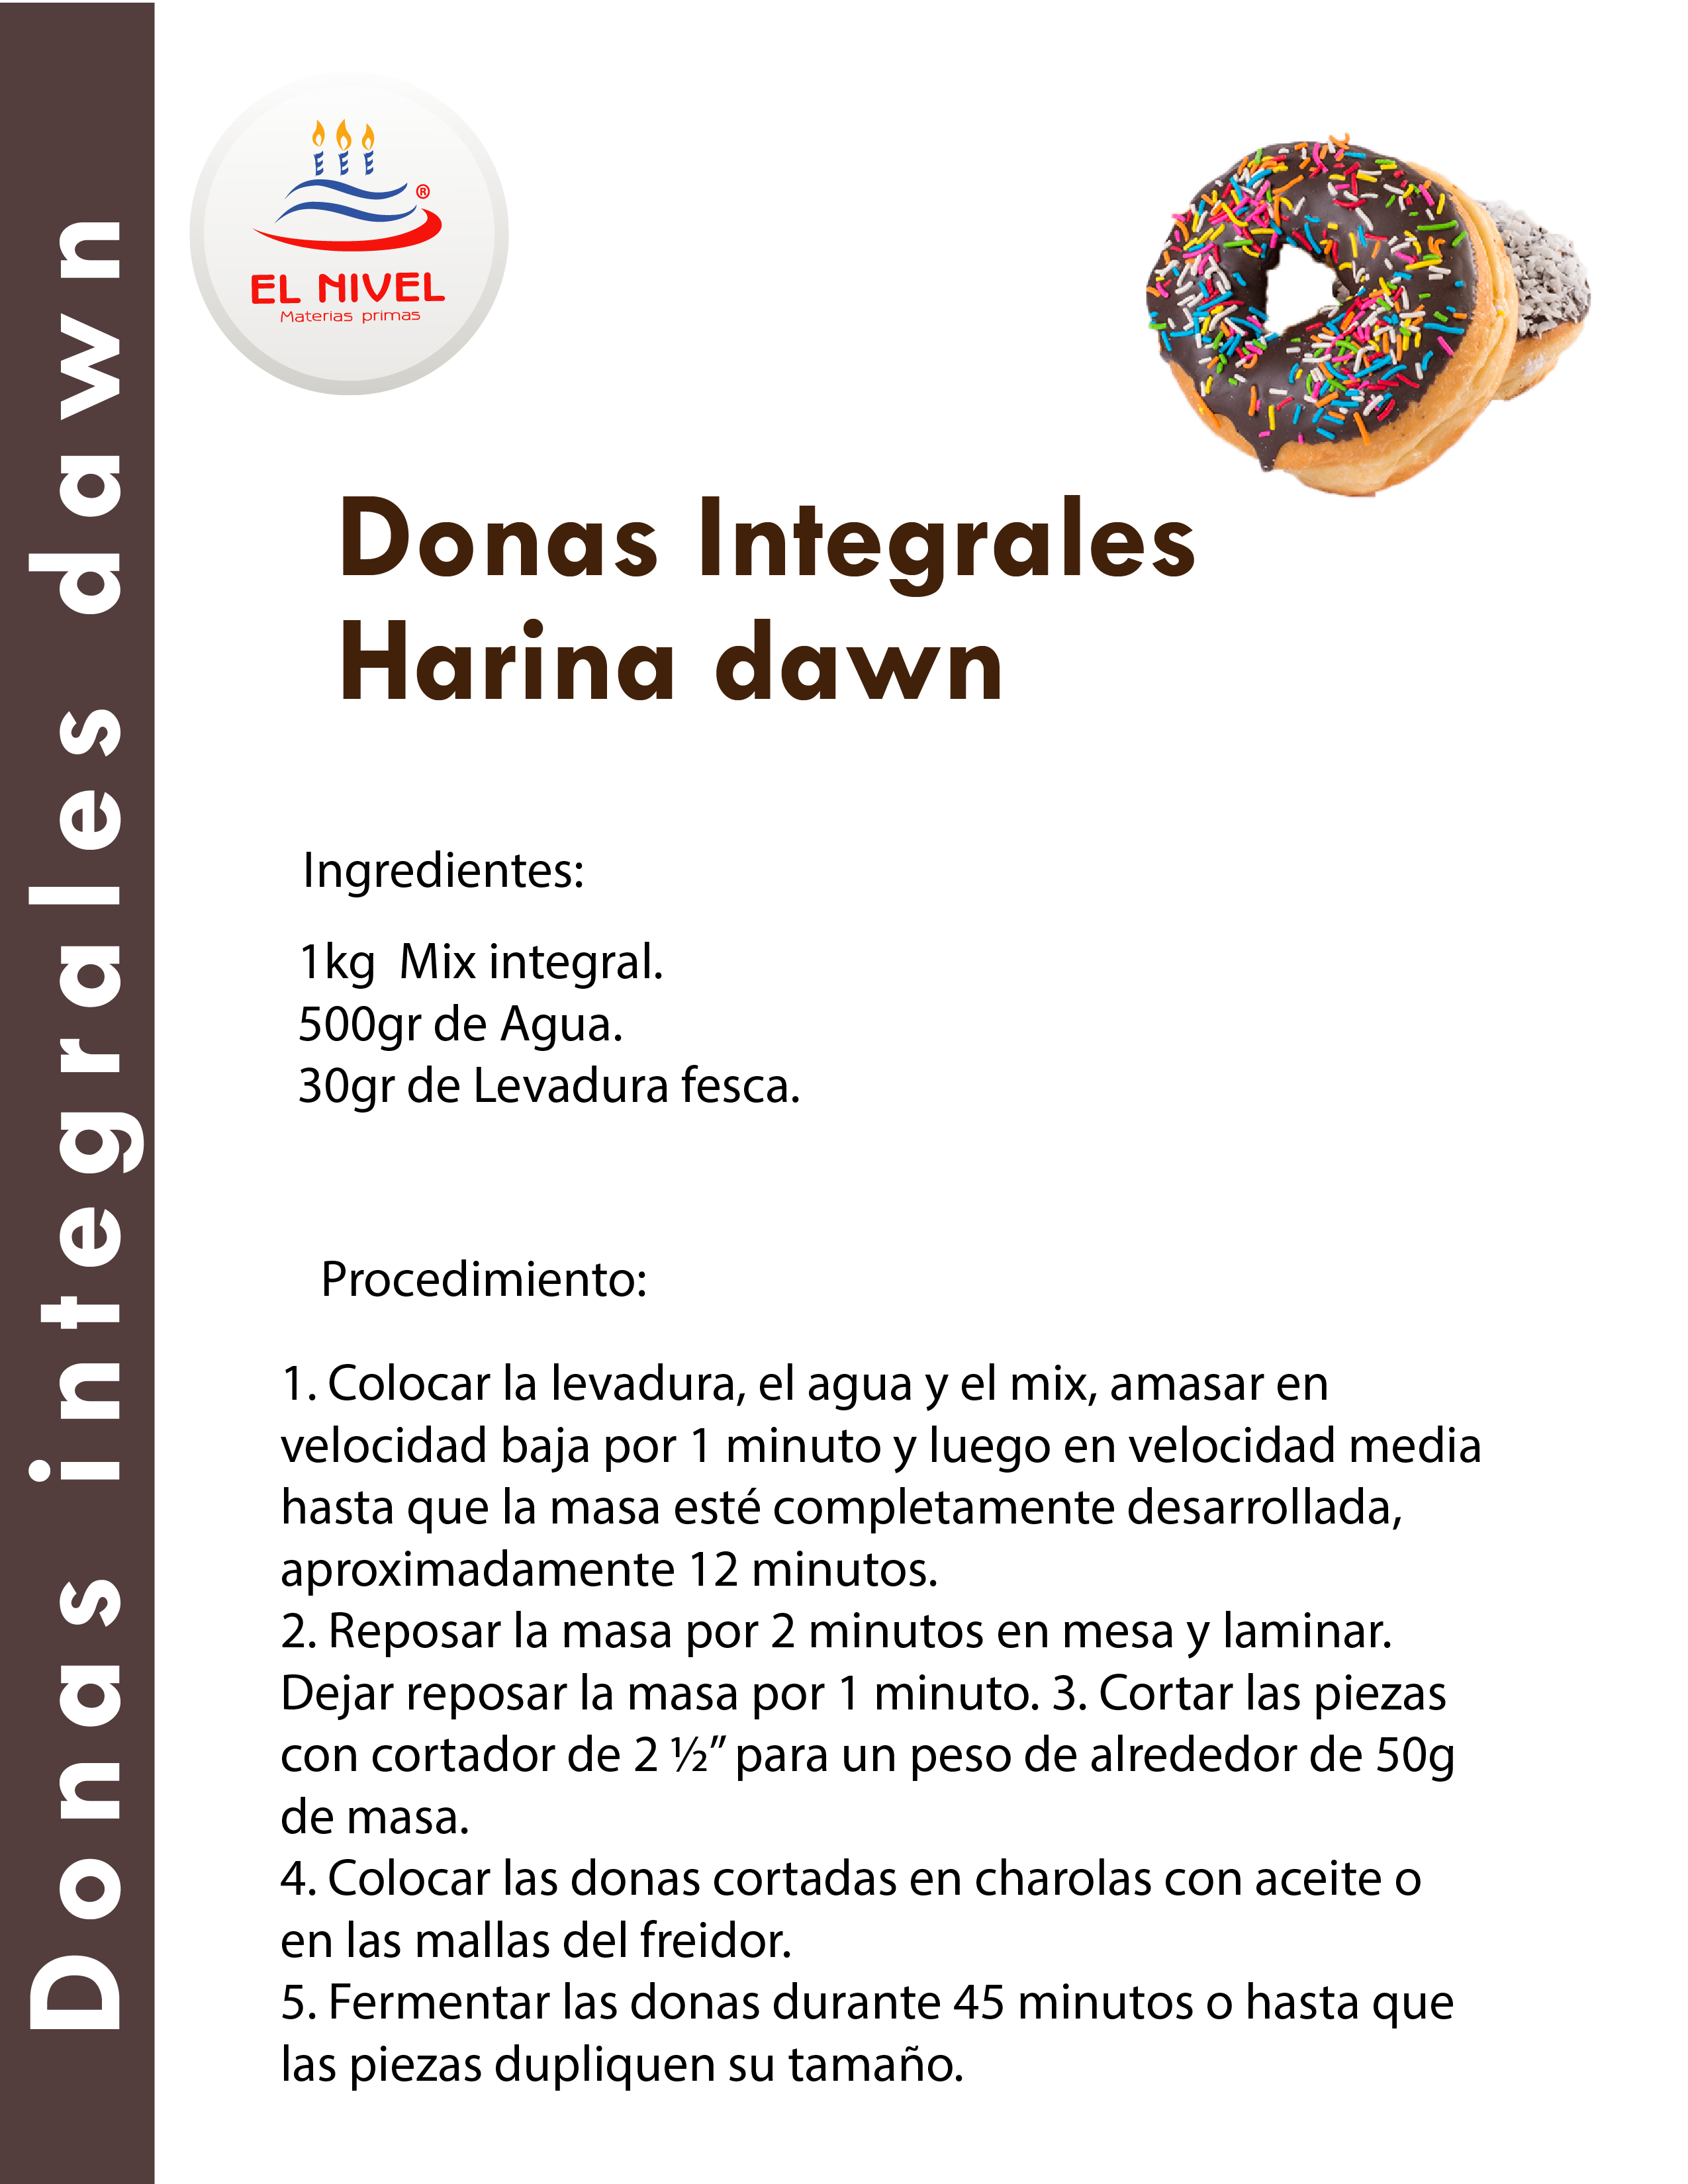 Donas integrales dawn
®
EL NIVEL
Materias primas
Donas Integrales
Harina dawn
Ingredientes:
1kg  Mix integral.
500gr de Agua.
30gr de Levadura fesca.
Procedimiento:
1. Colocar la levadura, el agua y el mix, amasar en
velocidad baja por 1 minuto y luego en velocidad media
hasta que la masa esté completamente desarrollada,
aproximadamente 12 minutos.
2. Reposar la masa por 2 minutos en mesa y laminar.
Dejar reposar la masa por 1 minuto. 3. Cortar las piezas
con cortador de 2 ½” para un peso de alrededor de 50g
de masa.
4. Colocar las donas cortadas en charolas con aceite o
en las mallas del freidor.
5. Fermentar las donas durante 45 minutos o hasta que
las piezas dupliquen su tamaño.